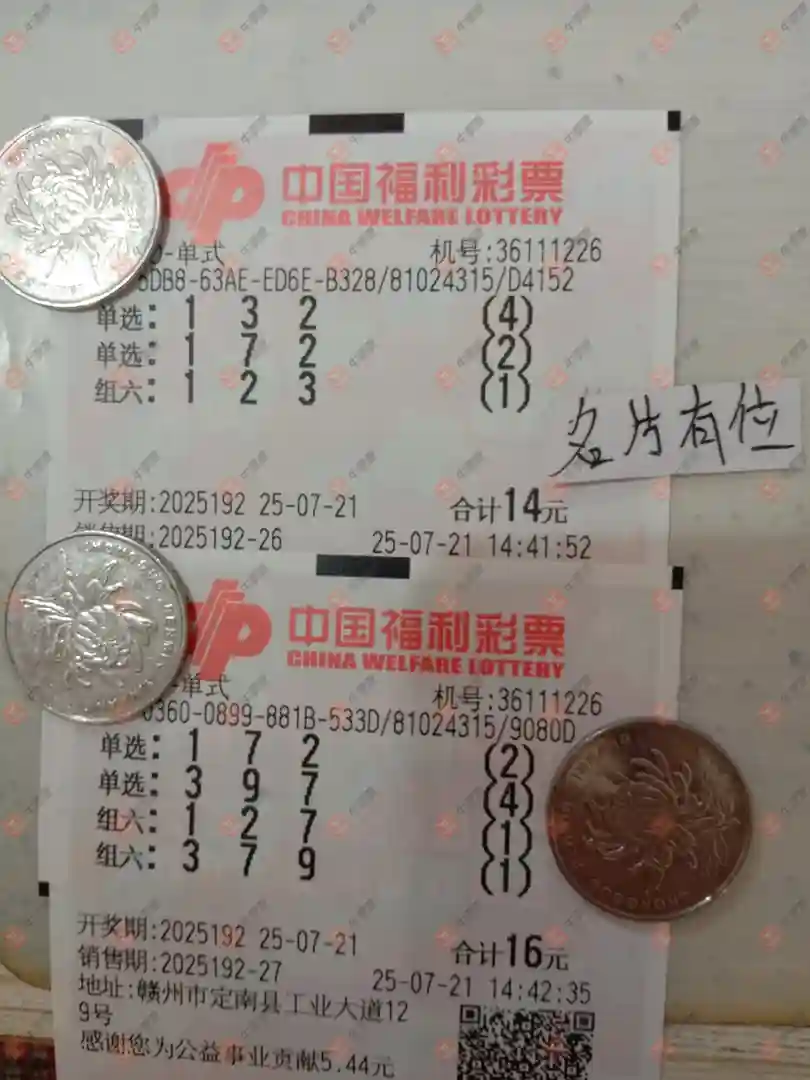 中国福利彩票
CHINA WELFARE LOTTERY
D-单式 机号:36111226
6DB8-63AE-ED6E-B328/81024315/D4152
单选: 1 3 2 (4)
单选: 1 7 2 (2)
组六: 1 2 3 (1)
名片有位
开奖期:2025192 25-07-21 合计14元
销售期:2025192-26 25-07-21 14:41:52
中国福利彩票
CHINA WELFARE LOTTERY
-单式 机号:36111226
0360-0899-881B-533D/81024315/9080D
单选: 1 7 2 (2)
单选: 3 9 7 (4)
组六: 1 2 7 (1)
组六: 3 7 9 (1)
开奖期:2025192 25-07-21 合计16元
销售期:2025192-27 25-07-21 14:42:35
地址:赣州市定南县工业大道12
9号
感谢您为公益事业贡献5.44元